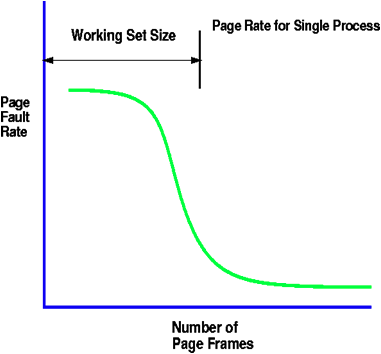 Working Set Size
Page Rate for Single Process
Page
Fault
Rate
Number of
Page Frames